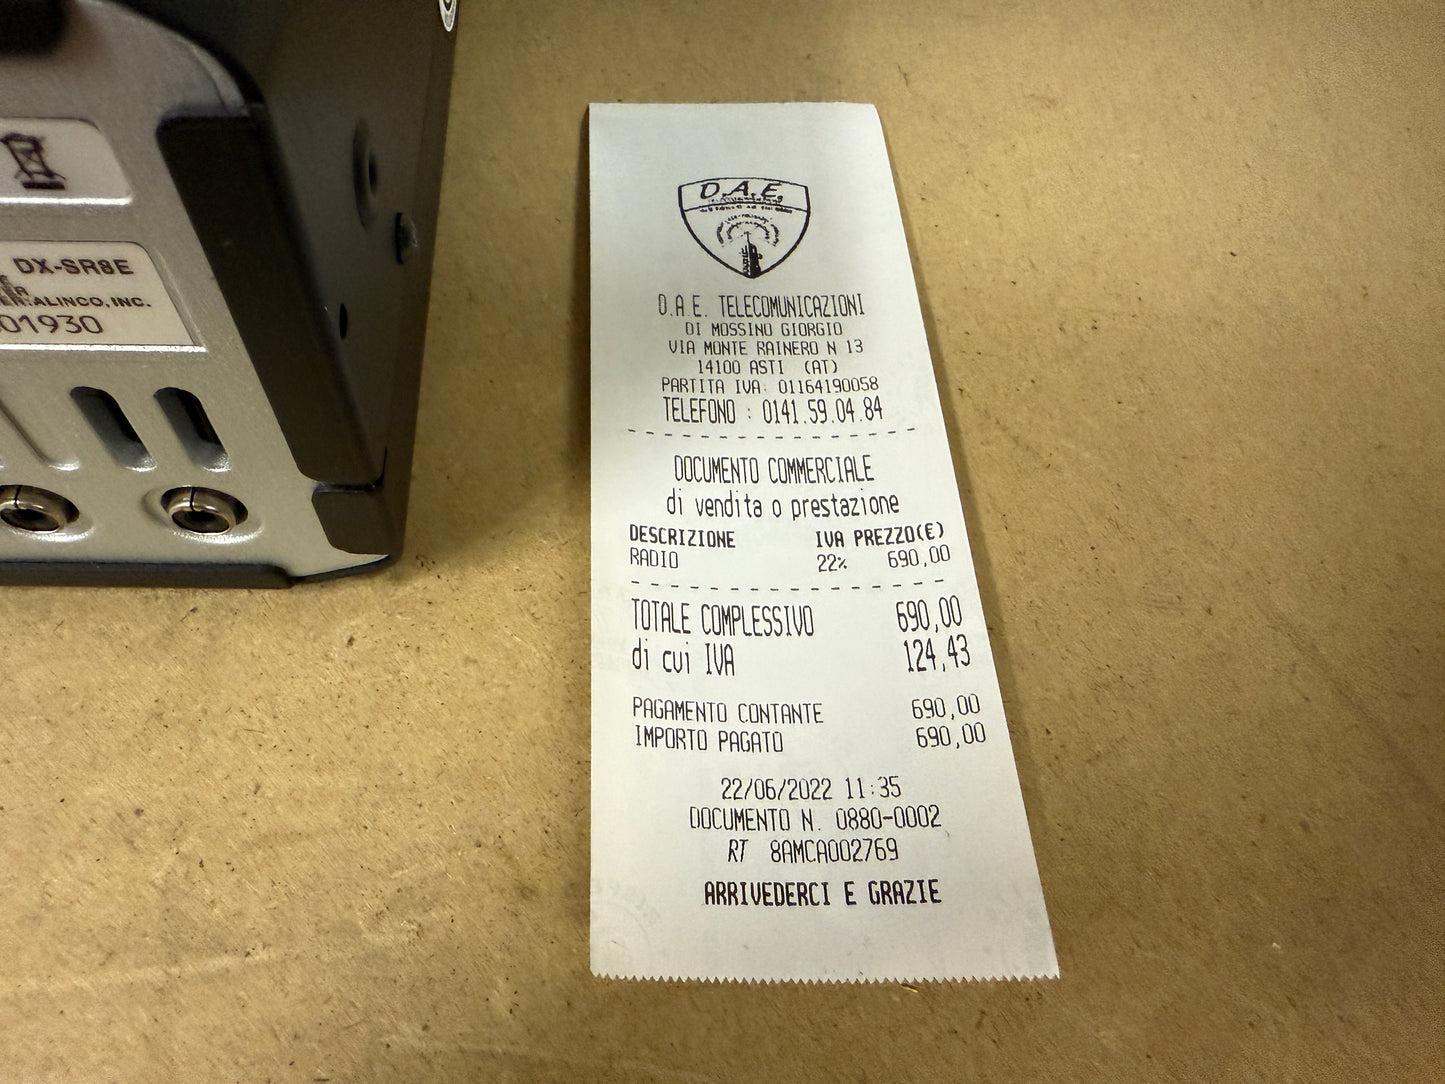 DX-SR8E
ALINCO, INC.
01930
D.A.E.
D.A.E. TELECOMUNICAZIONI
DI MOSSINO GIORGIO
VIA MONTE RAINERO N 13
14100 ASTI (AT)
PARTITA IVA: 01164190058
TELEFONO : 0141.59.04.84
DOCUMENTO COMMERCIALE
di vendita o prestazione
DESCRIZIONE IVA PREZZO(€)
RADIO 22% 690,00
TOTALE COMPLESSIVO 690,00
di cui IVA 124,43
PAGAMENTO CONTANTE 690,00
IMPORTO PAGATO 690,00
22/06/2022 11:35
DOCUMENTO N. 0880-0002
RT 8AMCA002769
ARRIVEDERCI E GRAZIE